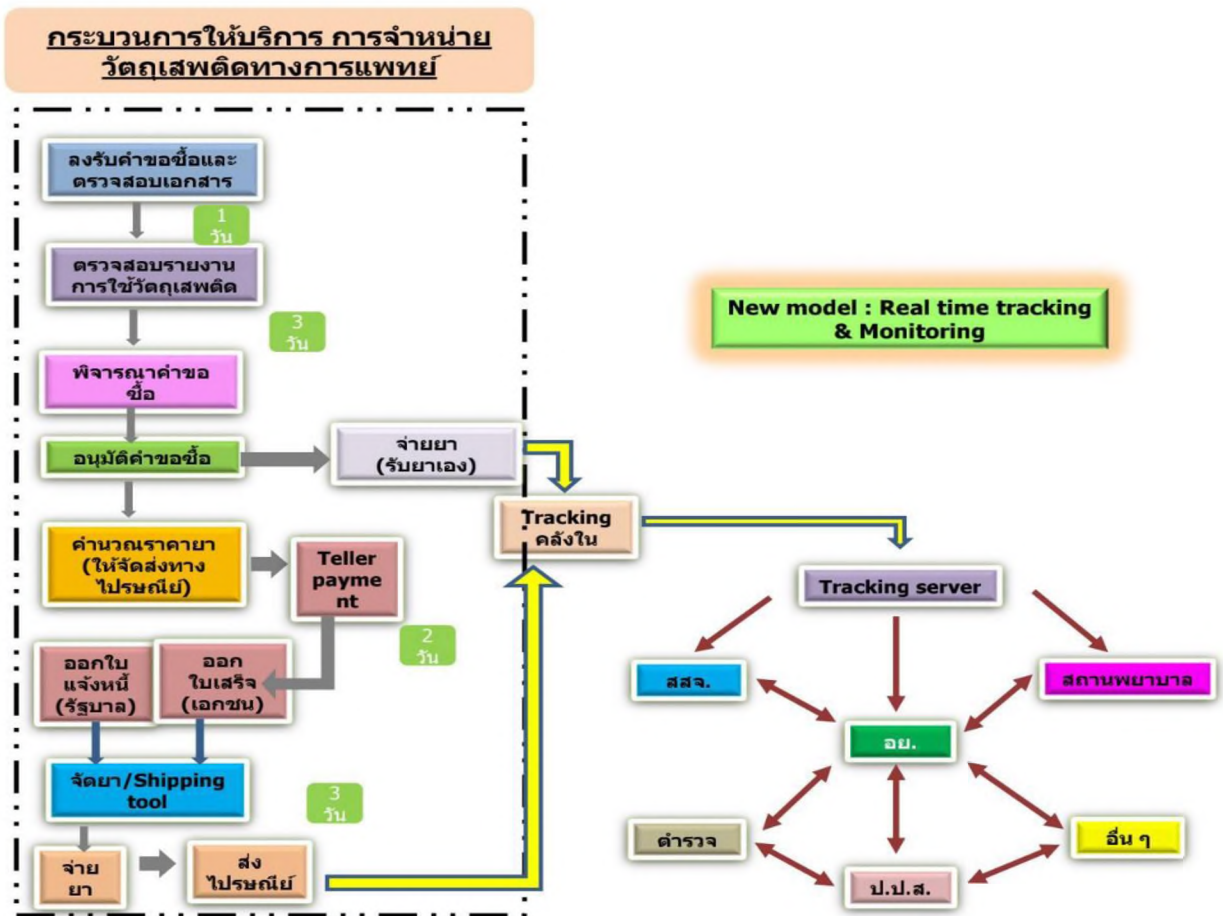 กระบวนการให้บริการ การจำหน่าย
วัตถุเสพติดทางการแพทย์
ลงรับคำขอซื้อและ
ตรวจสอบเอกสาร
1
วัน
ตรวจสอบรายงาน
การใช้วัตถุเสพติด
3
วัน
พิจารณาคำขอ
ซื้อ
อนุมัติคำขอซื้อ
จ่ายยา
(รับยาเอง)
คำนวณราคายา
(ให้จัดส่งทาง
ไปรษณีย์)
Teller
payme
nt
2
วัน
ออกใบ
แจ้งหนี้
(รัฐบาล)
ออก
ใบเสร็จ
(เอกชน)
จัดยา/Shipping
tool
3
วัน
จ่าย
ยา
ส่ง
ไปรษณีย์
Tracking
คลังใน
New model : Real time tracking
& Monitoring
Tracking server
สสจ.
สถานพยาบาล
อย.
ตำรวจ
อื่น ๆ
ป.ป.ส.